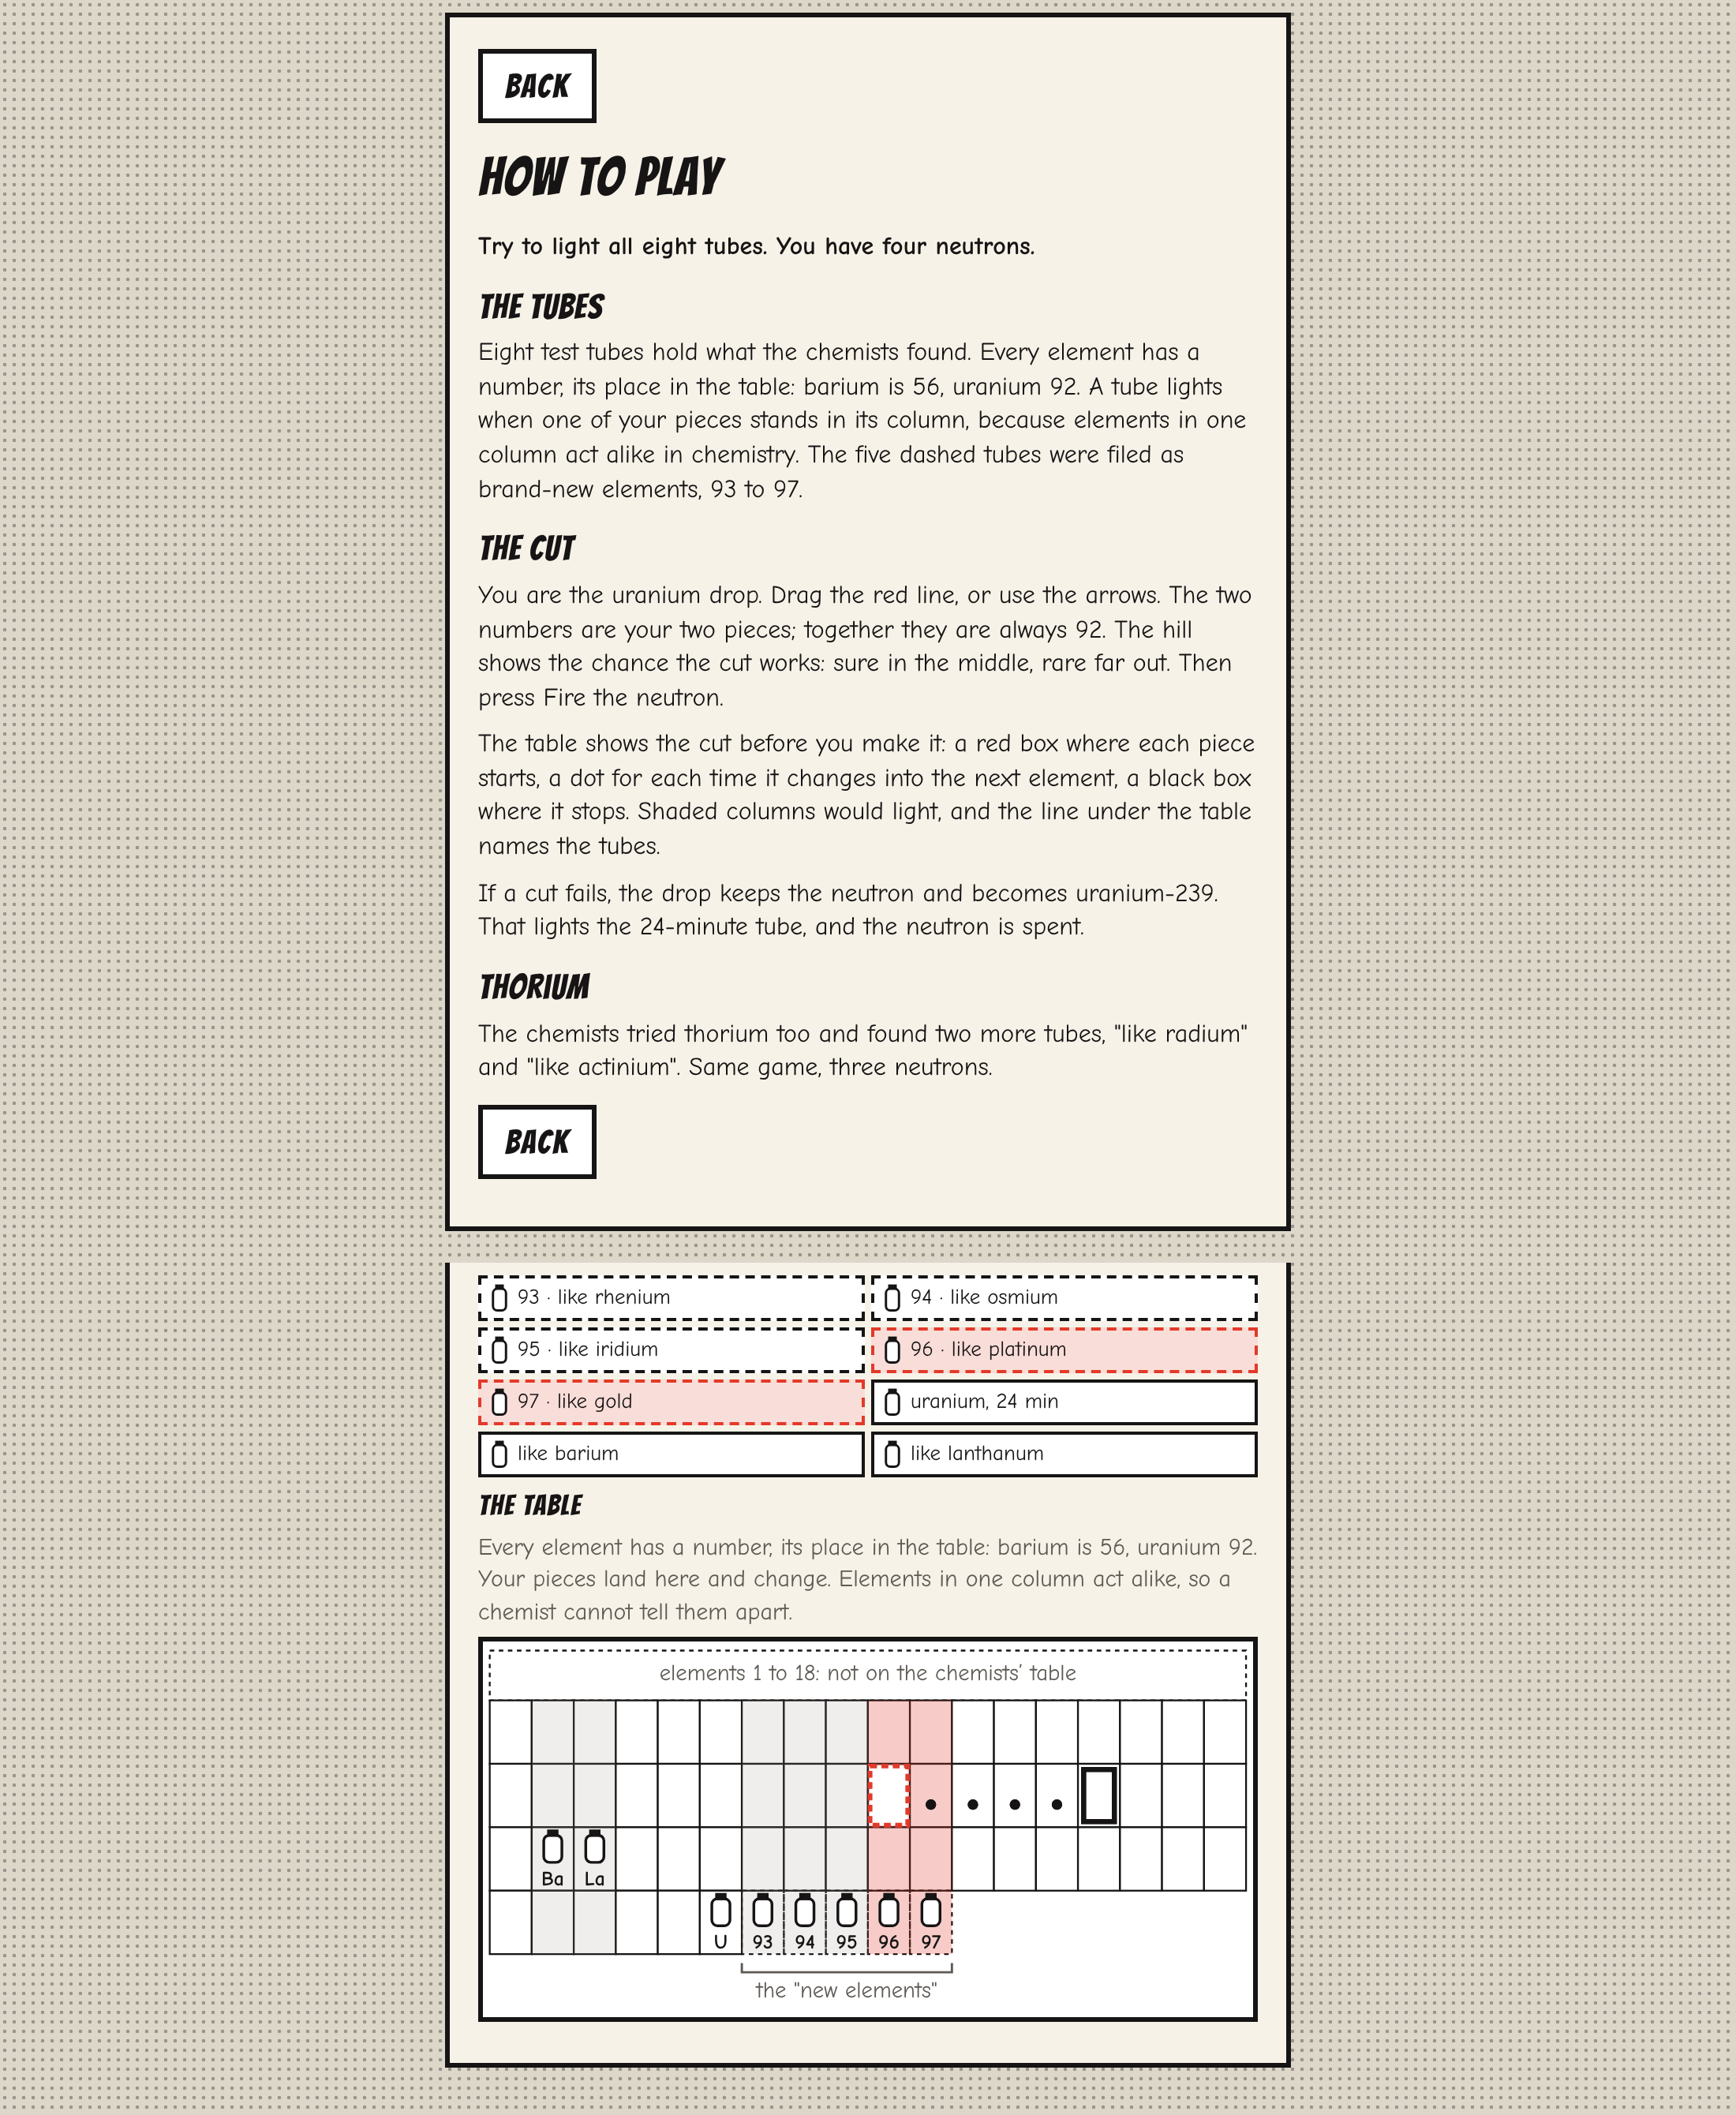 BACK
HOW TO PLAY
Try to light all eight tubes. You have four neutrons.
THE TUBES
Eight test tubes hold what the chemists found. Every element has a
number, its place in the table: barium is 56, uranium 92. A tube lights
when one of your pieces stands in its column, because elements in one
column act alike in chemistry. The five dashed tubes were filed as
brand-new elements, 93 to 97.
THE CUT
You are the uranium drop. Drag the red line, or use the arrows. The two
numbers are your two pieces; together they are always 92. The hill
shows the chance the cut works: sure in the middle, rare far out. Then
press Fire the neutron.
The table shows the cut before you make it: a red box where each piece
starts, a dot for each time it changes into the next element, a black box
where it stops. Shaded columns would light, and the line under the table
names the tubes.
If a cut fails, the drop keeps the neutron and becomes uranium-239.
That lights the 24-minute tube, and the neutron is spent.
THORIUM
The chemists tried thorium too and found two more tubes, "like radium"
and "like actinium". Same game, three neutrons.
BACK
93 · like rhenium
94 · like osmium
95 · like iridium
96 · like platinum
97 · like gold
uranium, 24 min
like barium
like lanthanum
THE TABLE
Every element has a number, its place in the table: barium is 56, uranium 92.
Your pieces land here and change. Elements in one column act alike, so a
chemist cannot tell them apart.
elements 1 to 18: not on the chemists’ table
Ba La
U 93 94 95 96 97
the "new elements"